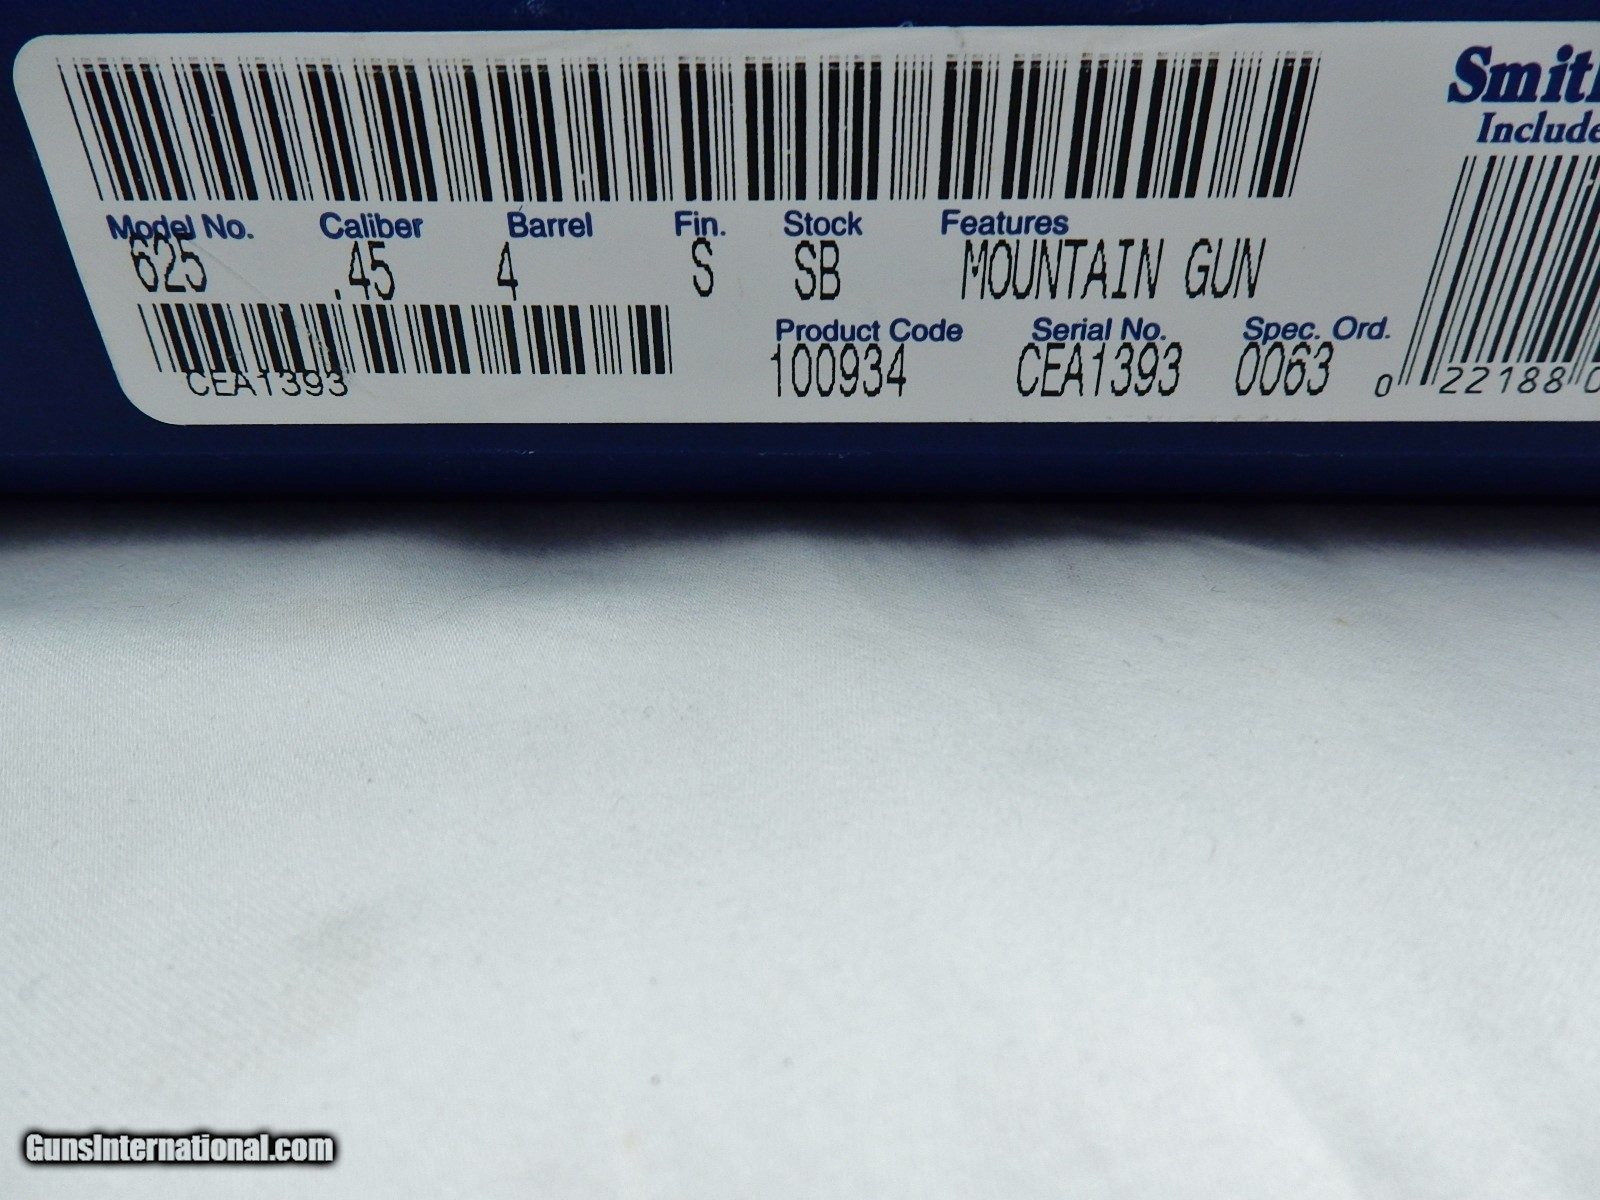 Smit
Include
Model No. Caliber Barrel Fin. Stock Features
625 .45 4 S SB MOUNTAIN GUN
Product Code Serial No. Spec. Ord.
CEA1393 100934 CEA1393 0063 0 22188 0
GunsInternational.com